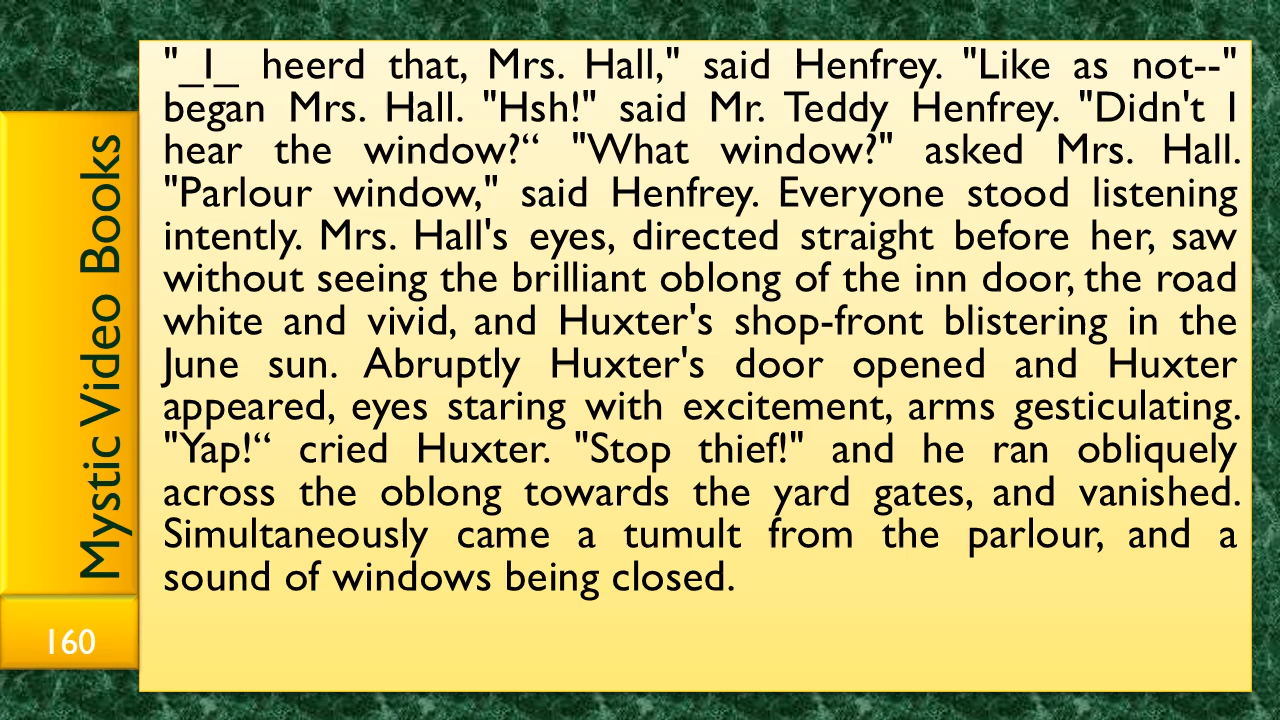 "_I_ heerd that, Mrs. Hall," said Henfrey. "Like as not--"
began Mrs. Hall. "Hsh!" said Mr. Teddy Henfrey. "Didn't I
hear the window?“ "What window?" asked Mrs. Hall.
"Parlour window," said Henfrey. Everyone stood listening
intently. Mrs. Hall's eyes, directed straight before her, saw
without seeing the brilliant oblong of the inn door, the road
white and vivid, and Huxter's shop-front blistering in the
June sun. Abruptly Huxter's door opened and Huxter
appeared, eyes staring with excitement, arms gesticulating.
"Yap!“ cried Huxter. "Stop thief!" and he ran obliquely
across the oblong towards the yard gates, and vanished.
Simultaneously came a tumult from the parlour, and a
sound of windows being closed.
Mystic Video Books
160